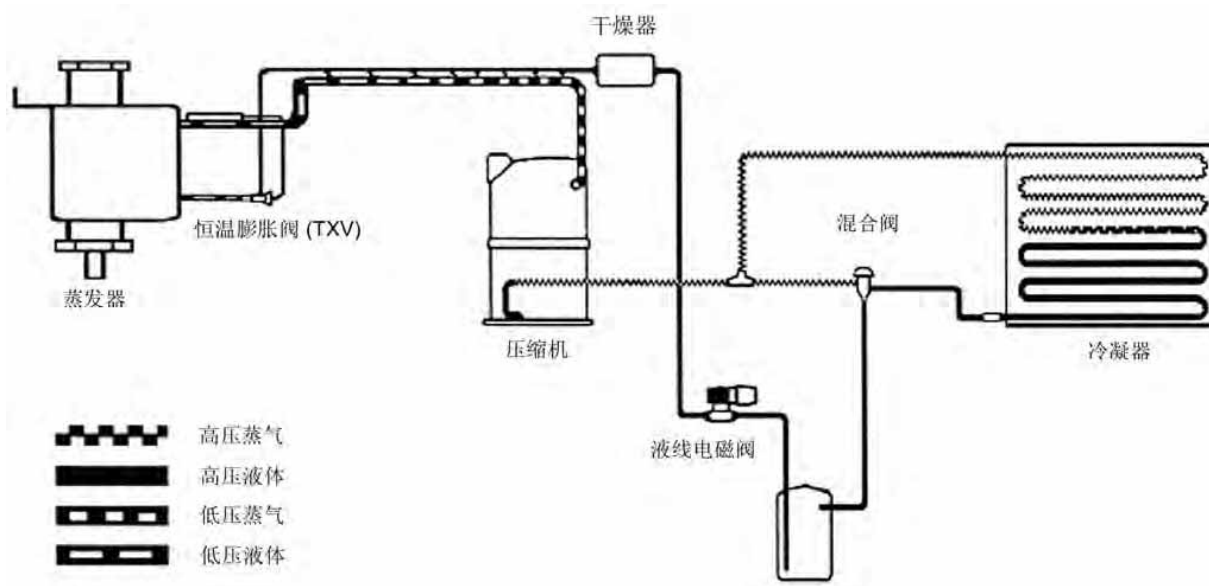 干燥器
恒温膨胀阀 (TXV)
混合阀
蒸发器
压缩机
冷凝器
高压蒸气
液线电磁阀
高压液体
低压蒸气
低压液体